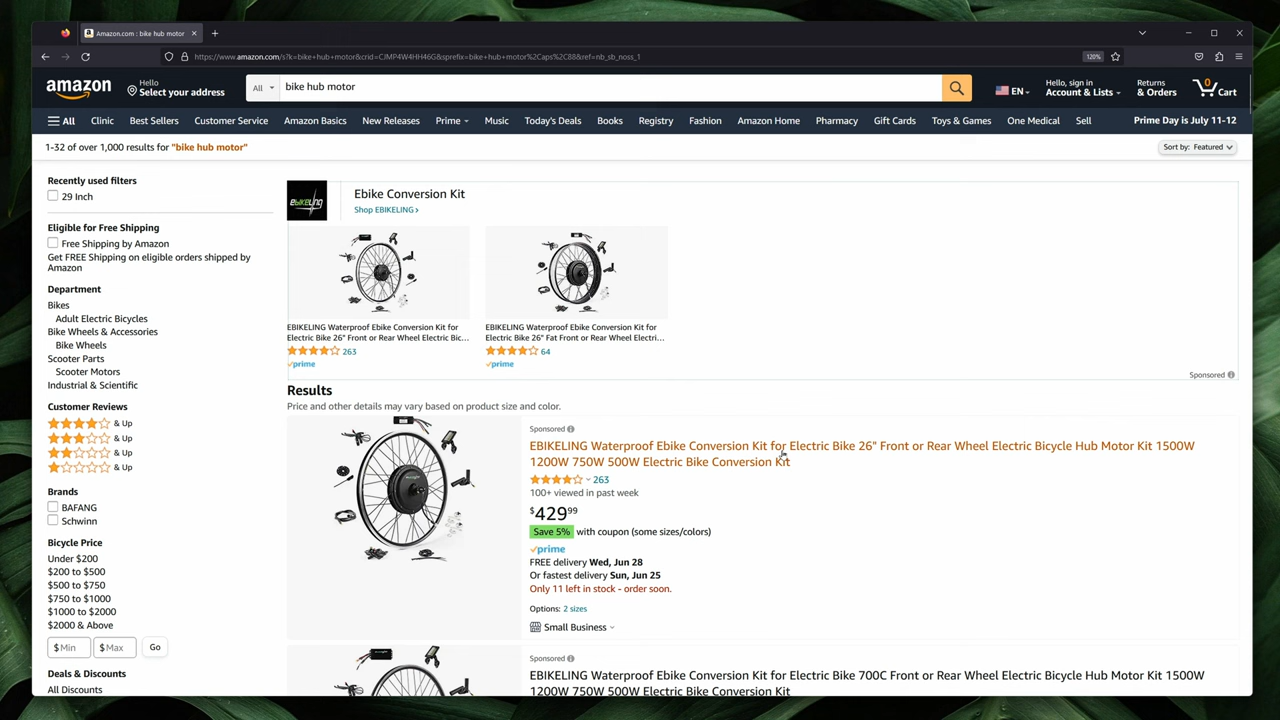 Amazon.com : bike hub motor
https://www.amazon.com/s?k=bike+hub+motor&crid=CJMP4W4HH46G&sprefix=bike+hub+motor%2Caps%2C88&ref=nb_sb_noss_1
120%
amazon
Hello
Select your address
All
bike hub motor
EN
Hello, sign in
Account & Lists
Returns
& Orders
0
Cart
All
Clinic
Best Sellers
Customer Service
Amazon Basics
New Releases
Prime
Music
Today's Deals
Books
Registry
Fashion
Amazon Home
Pharmacy
Gift Cards
Toys & Games
One Medical
Sell
Prime Day is July 11-12
1-32 of over 1,000 results for "bike hub motor"
Sort by: Featured
Recently used filters
29 Inch
Eligible for Free Shipping
Free Shipping by Amazon
Get FREE Shipping on eligible orders shipped by
Amazon
Department
Bikes
Adult Electric Bicycles
Bike Wheels & Accessories
Bike Wheels
Scooter Parts
Scooter Motors
Industrial & Scientific
Customer Reviews
& Up
& Up
& Up
& Up
Brands
BAFANG
Schwinn
Bicycle Price
Under $200
$200 to $500
$500 to $750
$750 to $1000
$1000 to $2000
$2000 & Above
$ Min
$ Max
Go
Deals & Discounts
All Discounts
ebikeling
Ebike Conversion Kit
Shop EBIKELING ›
EBIKELING Waterproof Ebike Conversion Kit for
Electric Bike 26" Front or Rear Wheel Electric Bic...
263
prime
EBIKELING Waterproof Ebike Conversion Kit for
Electric Bike 26" Fat Front or Rear Wheel Electri...
64
prime
Sponsored
Results
Price and other details may vary based on product size and color.
Sponsored
EBIKELING Waterproof Ebike Conversion Kit for Electric Bike 26" Front or Rear Wheel Electric Bicycle Hub Motor Kit 1500W
1200W 750W 500W Electric Bike Conversion Kit
263
100+ viewed in past week
$42999
Save 5% with coupon (some sizes/colors)
prime
FREE delivery Wed, Jun 28
Or fastest delivery Sun, Jun 25
Only 11 left in stock - order soon.
Options: 2 sizes
Small Business
Sponsored
EBIKELING Waterproof Ebike Conversion Kit for Electric Bike 700C Front or Rear Wheel Electric Bicycle Hub Motor Kit 1500W
1200W 750W 500W Electric Bike Conversion Kit